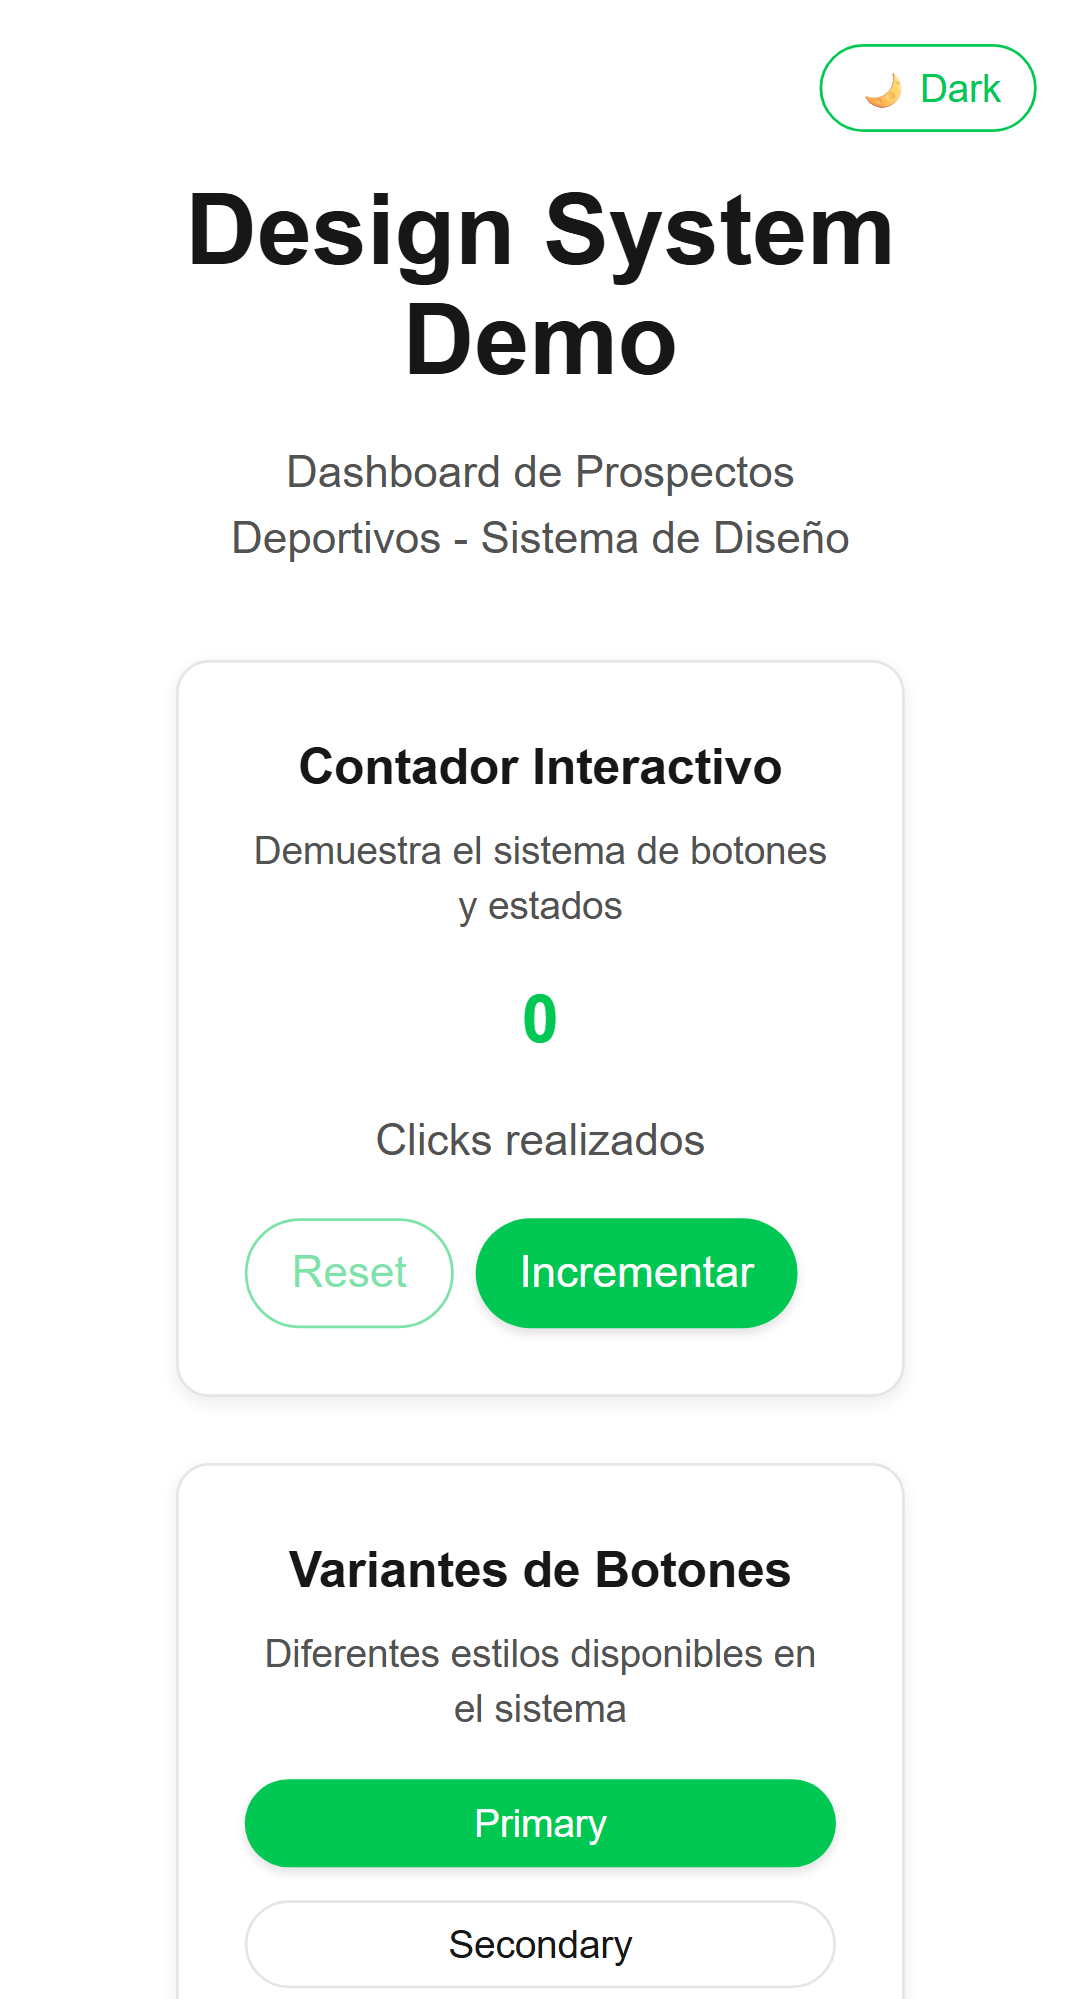 🌙 Dark
Design System
Demo
Dashboard de Prospectos
Deportivos - Sistema de Diseño
Contador Interactivo
Demuestra el sistema de botones
y estados
0
Clicks realizados
Reset
Incrementar
Variantes de Botones
Diferentes estilos disponibles en
el sistema
Primary
Secondary